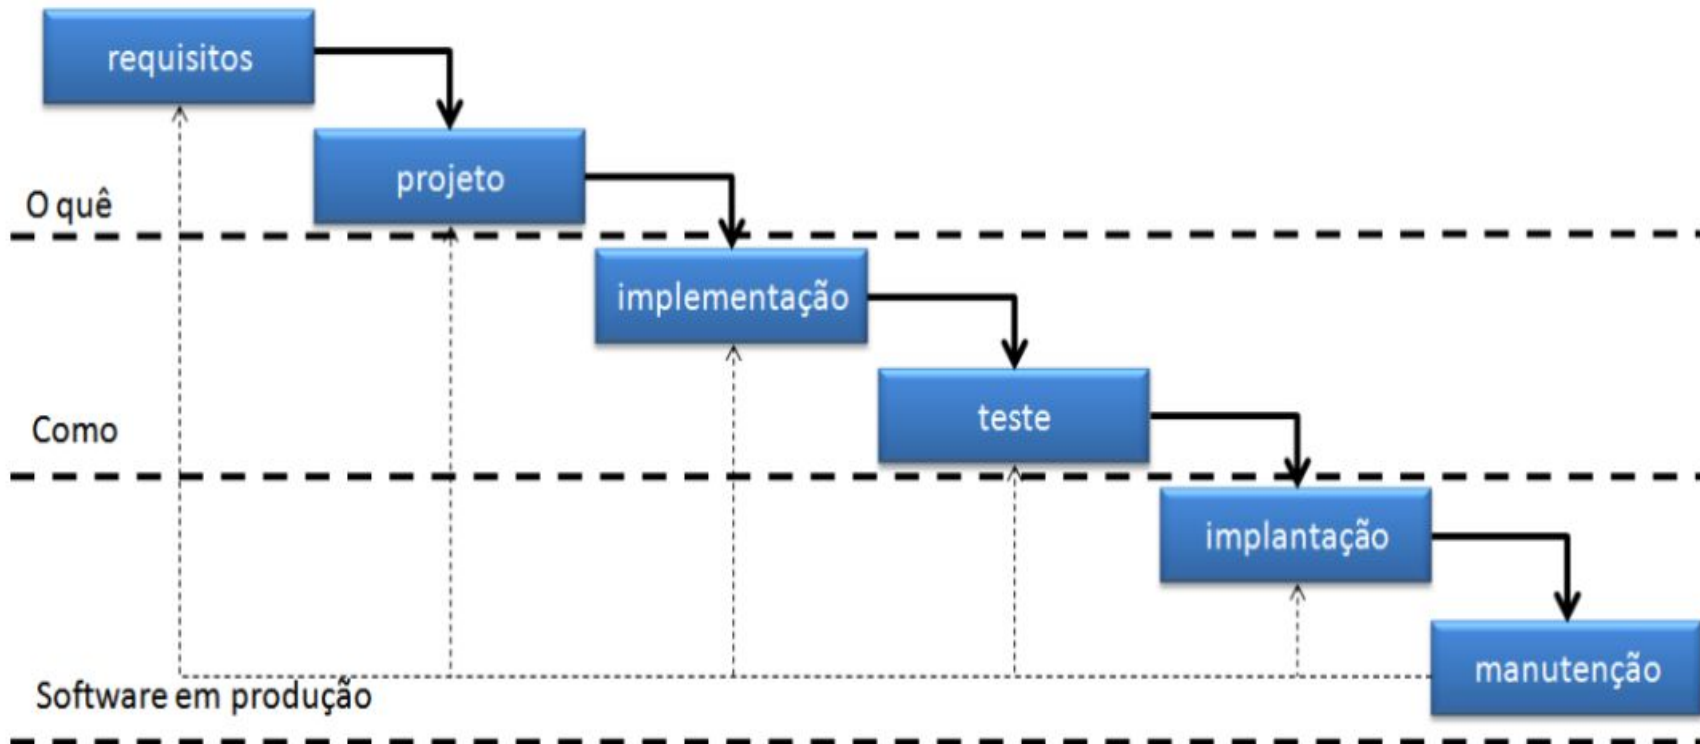 requisitos
projeto
O quê
implementação
teste
Como
implantação
manutenção
Software em produção